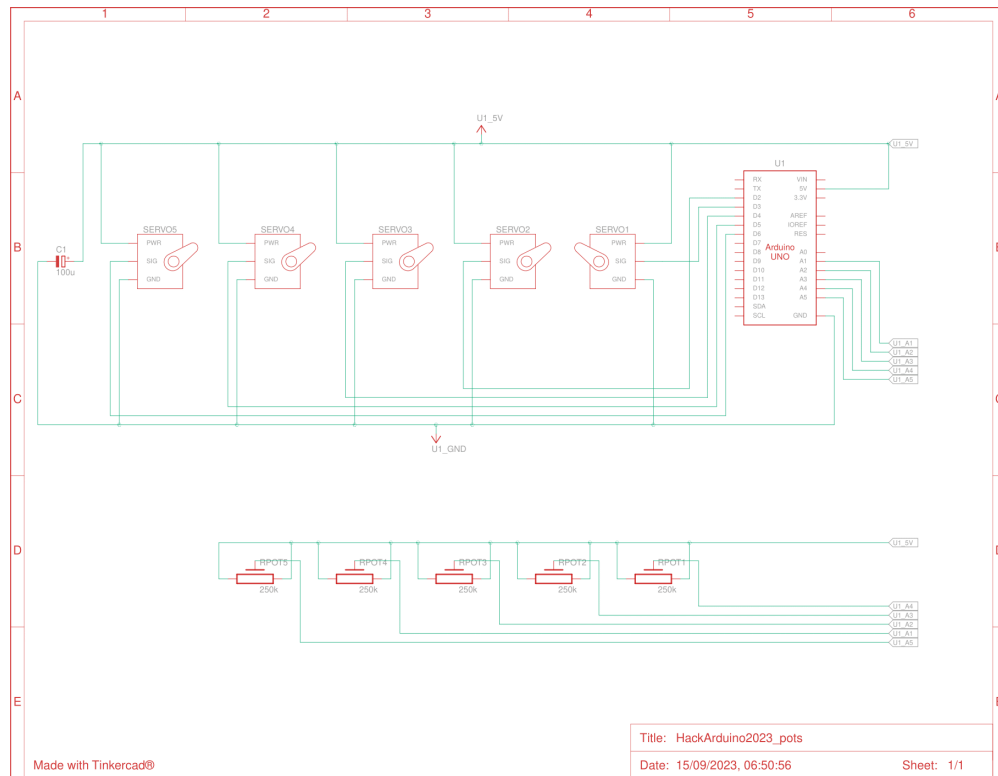 1 2 3 4 5 6
A A
U1_5V
U1_5V
U1
RX VIN
TX 5V
D2 3.3V
D3
D4 AREF
D5 IOREF
D6 RES
D7
D8 A0
D9 A1
D10 A2
D11 A3
D12 A4
D13 A5
SDA
SCL GND
Arduino
UNO
B
C1
+
100u
SERVO5 SERVO4 SERVO3 SERVO2 SERVO1
PWR PWR PWR PWR PWR
SIG SIG SIG SIG SIG
GND GND GND GND GND
U1_A1
U1_A2
U1_A3
U1_A4
U1_A5
C
U1_GND
D
U1_5V
RPOT5 RPOT4 RPOT3 RPOT2 RPOT1
250k 250k 250k 250k 250k
U1_A4
U1_A3
U1_A2
U1_A1
U1_A5
E
Title: HackArduino2023_pots
Made with Tinkercad®
Date: 15/09/2023, 06:50:56 Sheet: 1/1